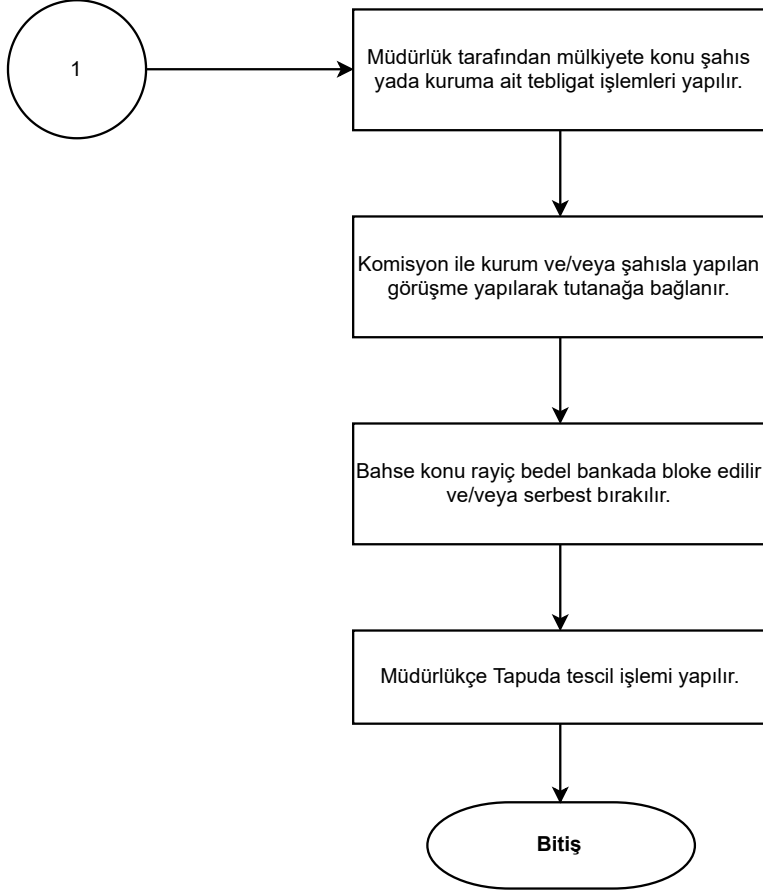 1
Müdürlük tarafından mülkiyete konu şahıs
yada kuruma ait tebligat işlemleri yapılır.
Komisyon ile kurum ve/veya şahısla yapılan
görüşme yapılarak tutanağa bağlanır.
Bahse konu rayiç bedel bankada bloke edilir
ve/veya serbest bırakılır.
Müdürlükçe Tapuda tescil işlemi yapılır.
Bitiş